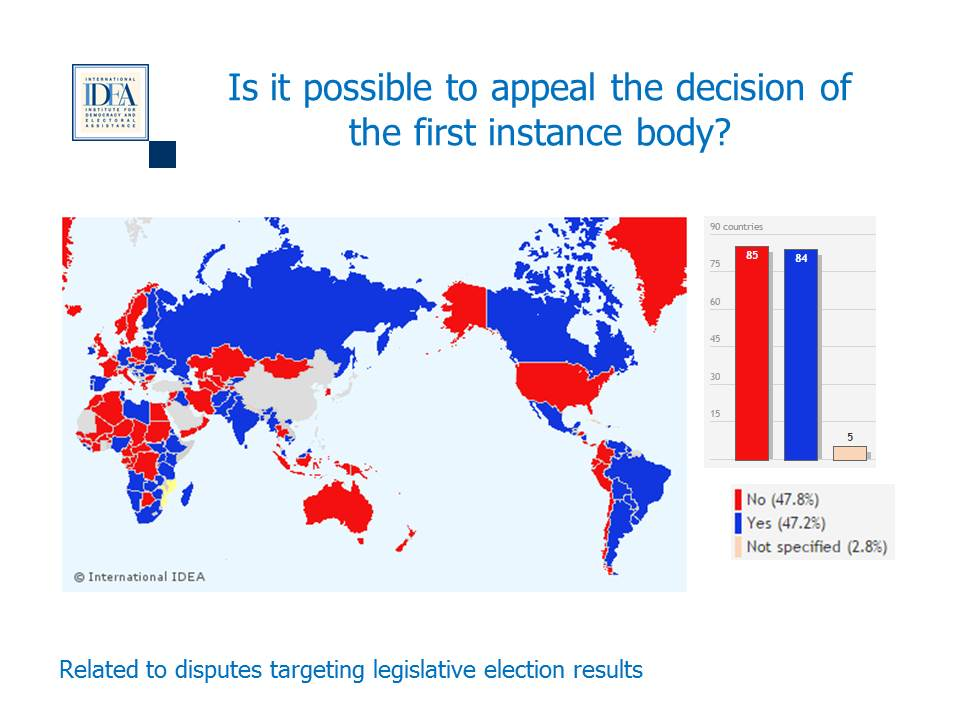 INTERNATIONAL
IDEA
INSTITUTE FOR
DEMOCRACY AND
ELECTORAL
ASSISTANCE
Is it possible to appeal the decision of
the first instance body?
90 countries
75
60
45
30
15
85
84
5
No (47.8%)
Yes (47.2%)
Not specified (2.8%)
© International IDEA
Related to disputes targeting legislative election results